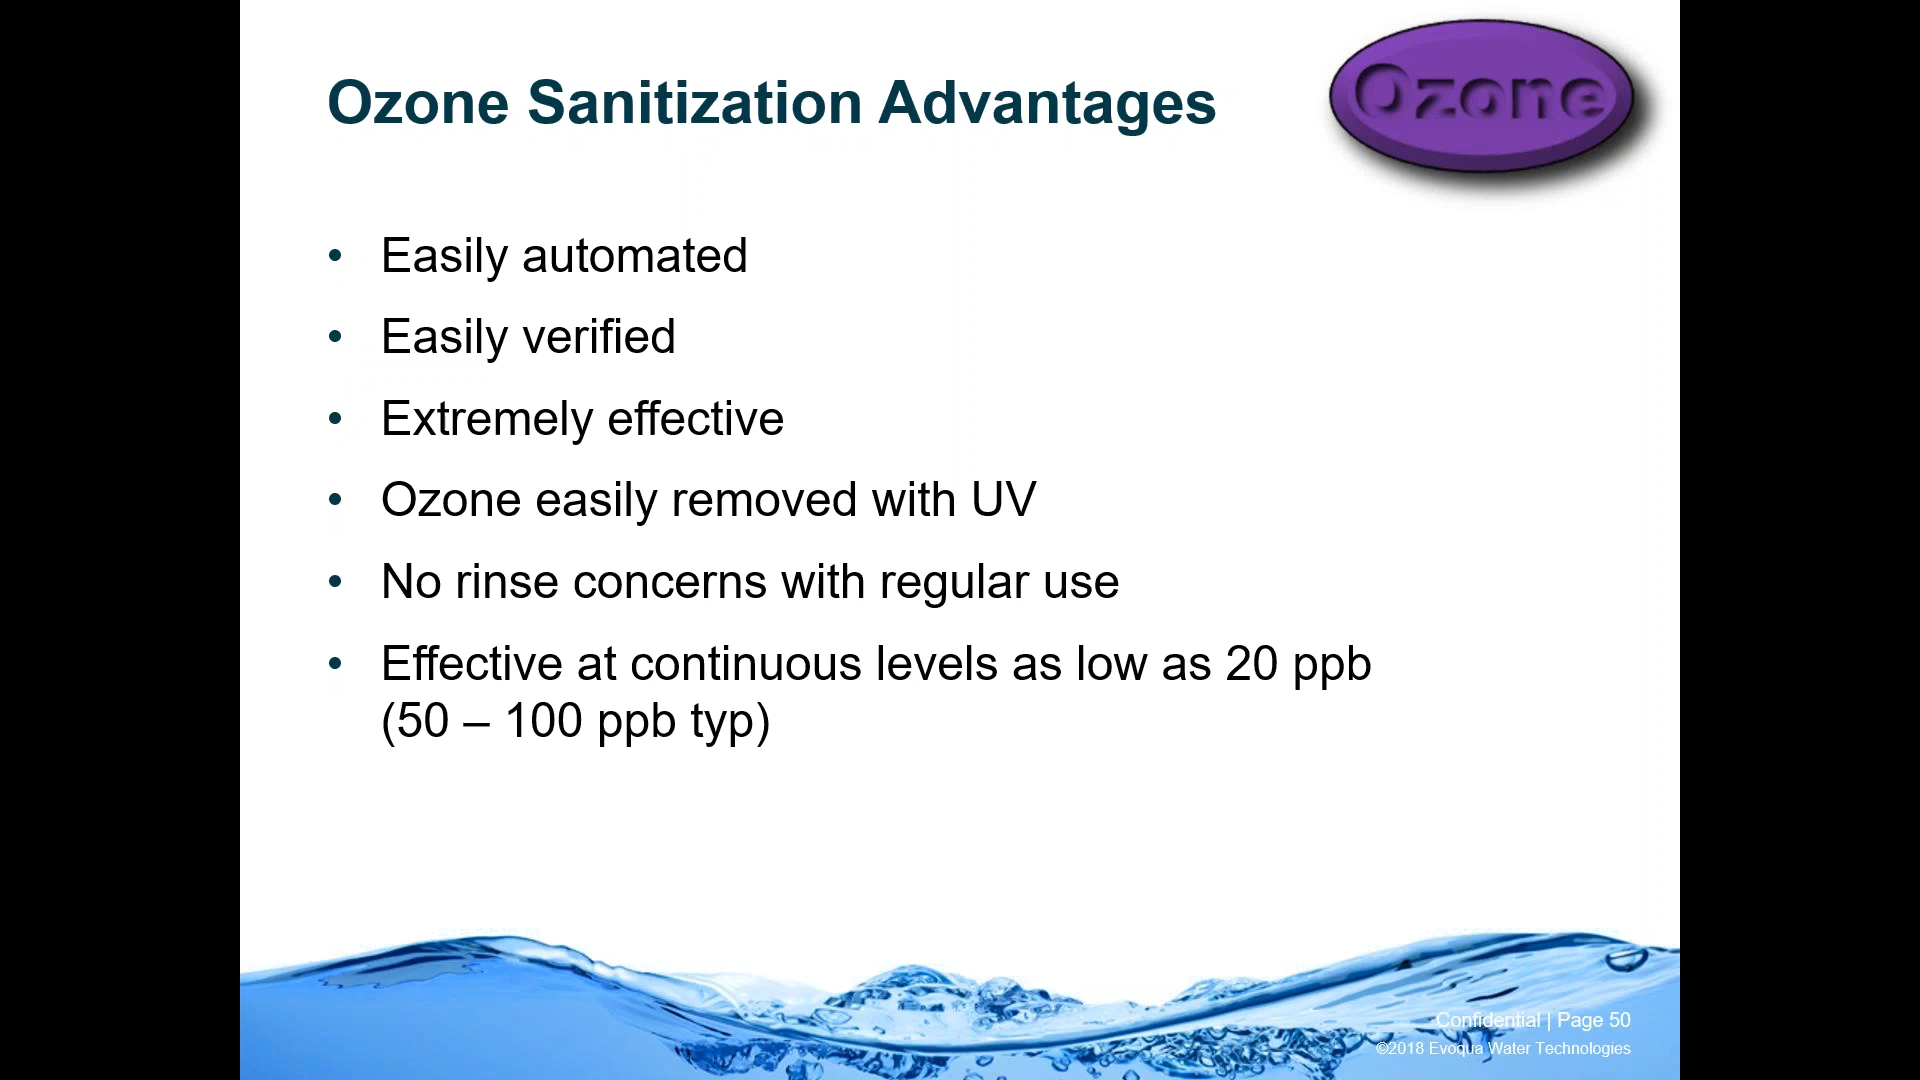 Ozone Sanitization Advantages
Ozone
• Easily automated
• Easily verified
• Extremely effective
• Ozone easily removed with UV
• No rinse concerns with regular use
• Effective at continuous levels as low as 20 ppb
(50 – 100 ppb typ)
Confidential | Page 50
©2018 Evoqua Water Technologies